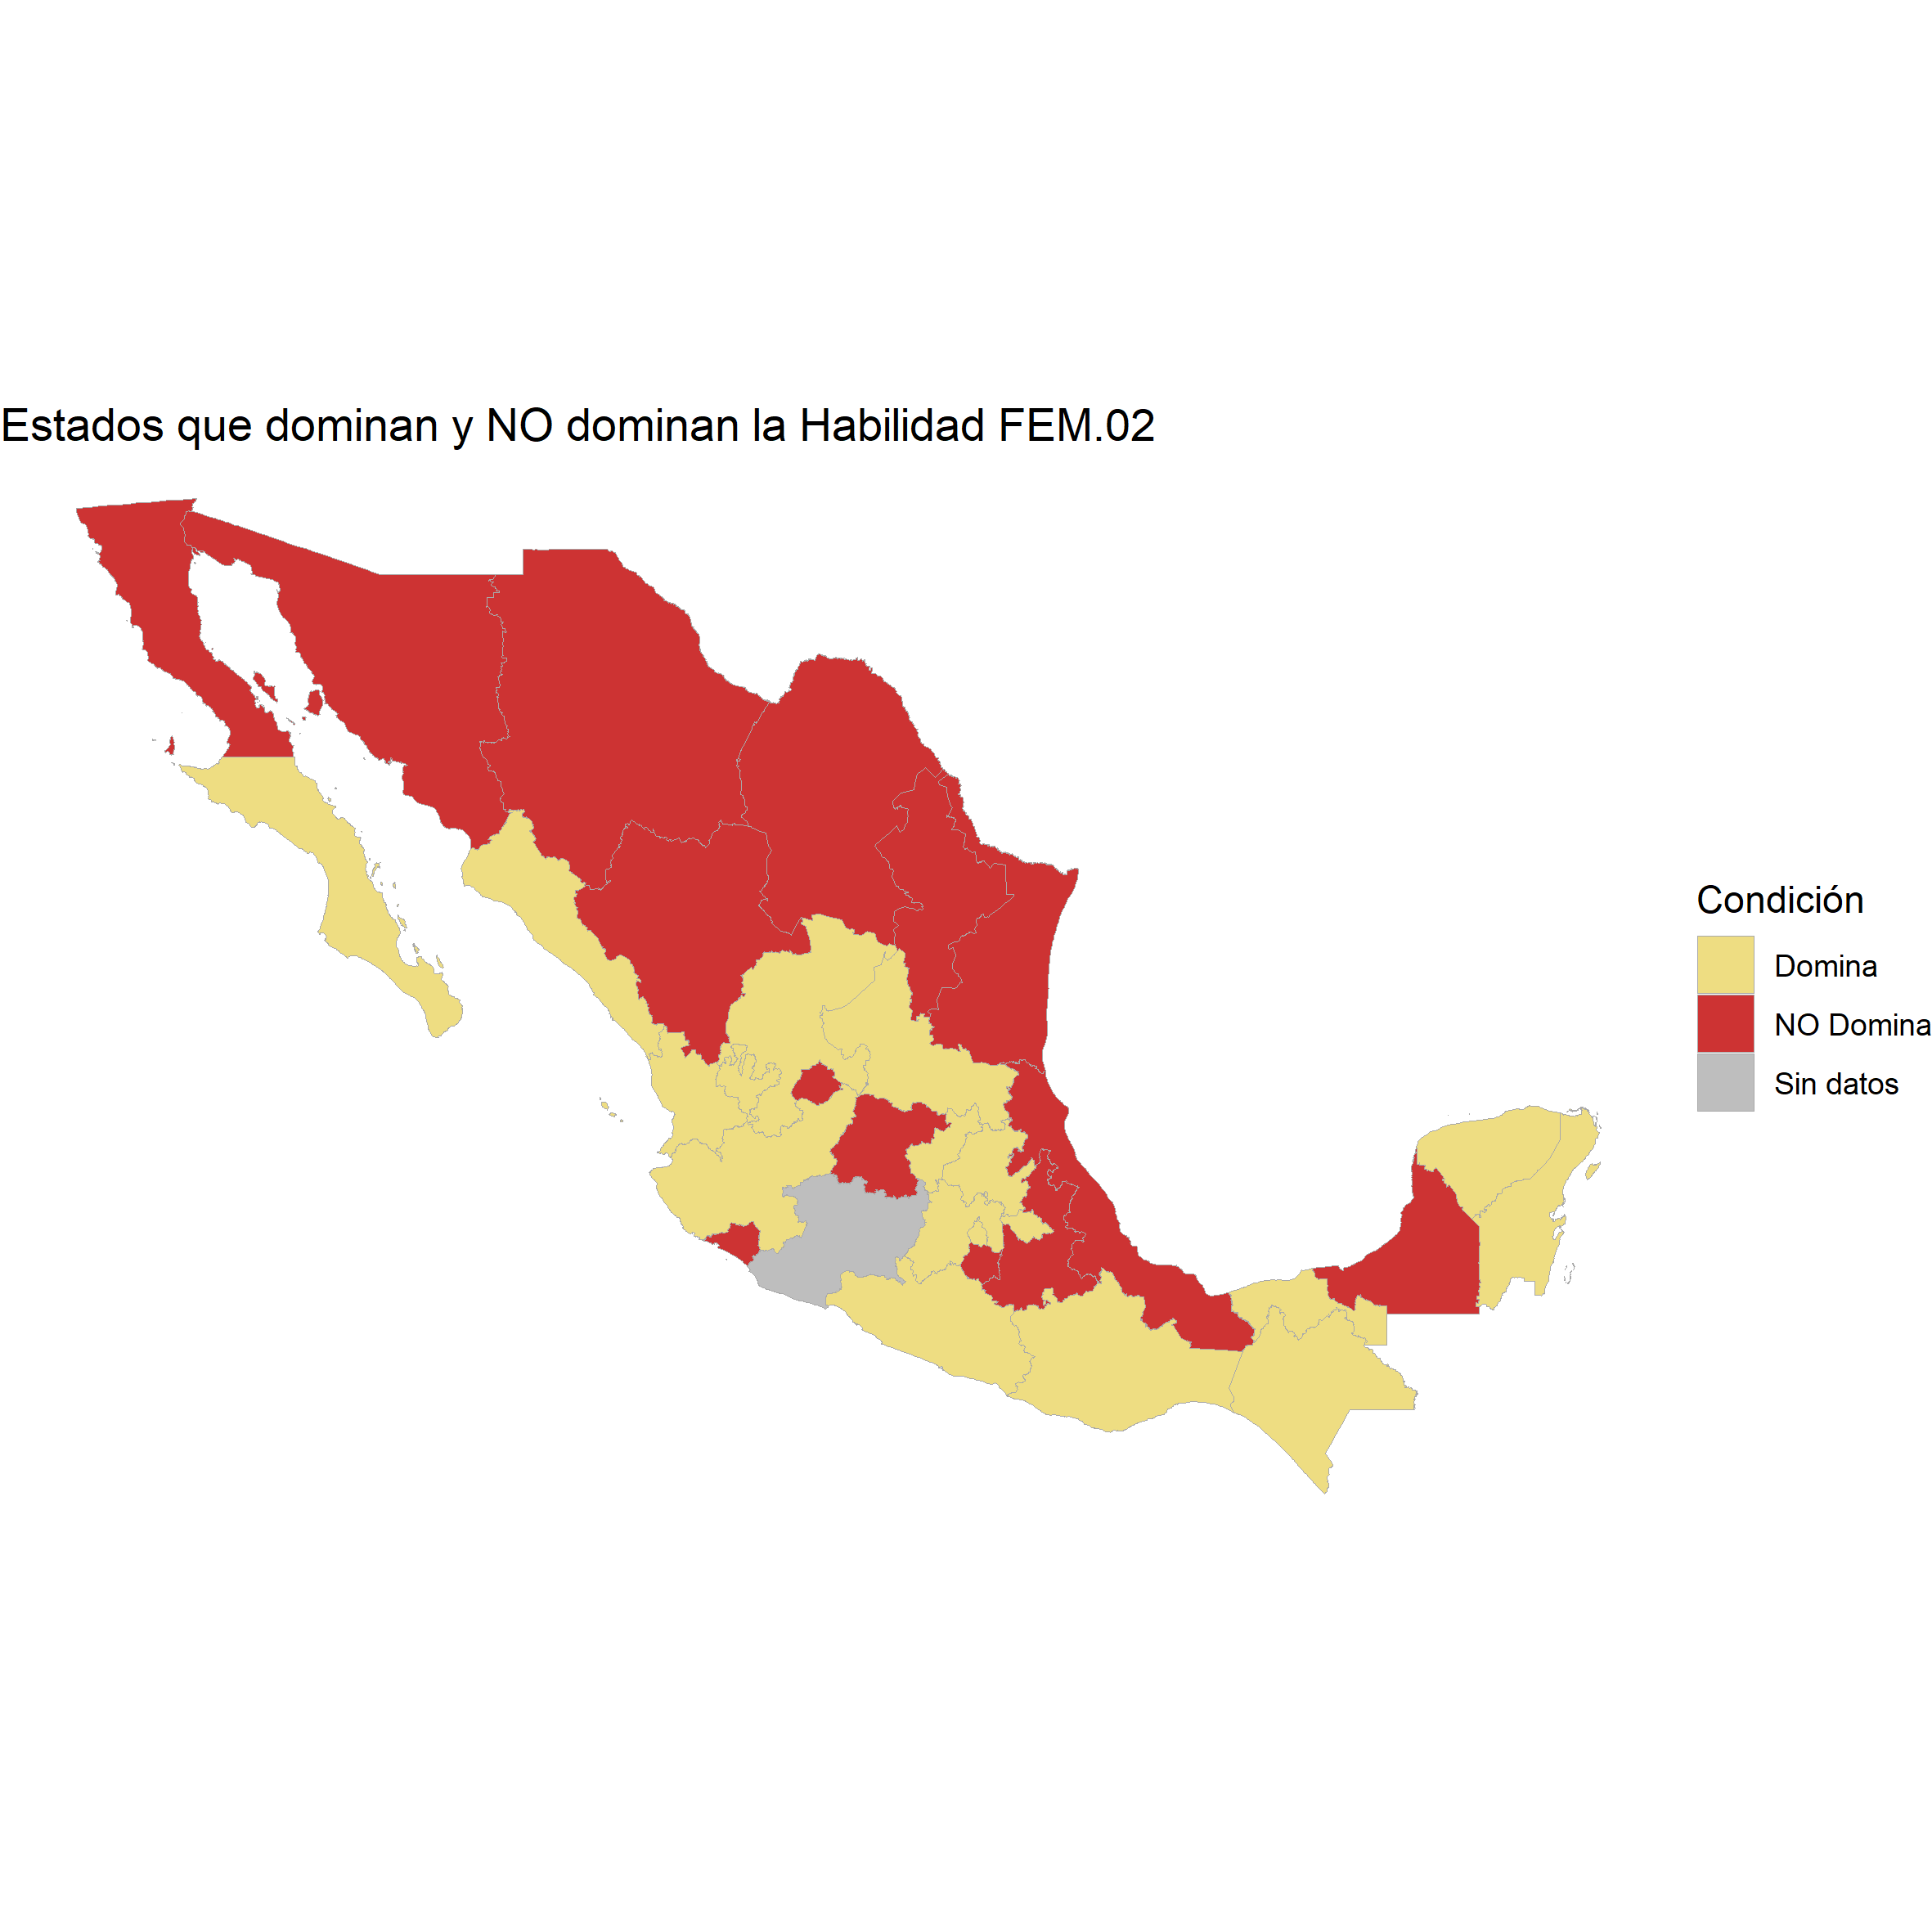 Estados que dominan y NO dominan la Habilidad FEM.02
Condición
Domina
NO Domina
Sin datos